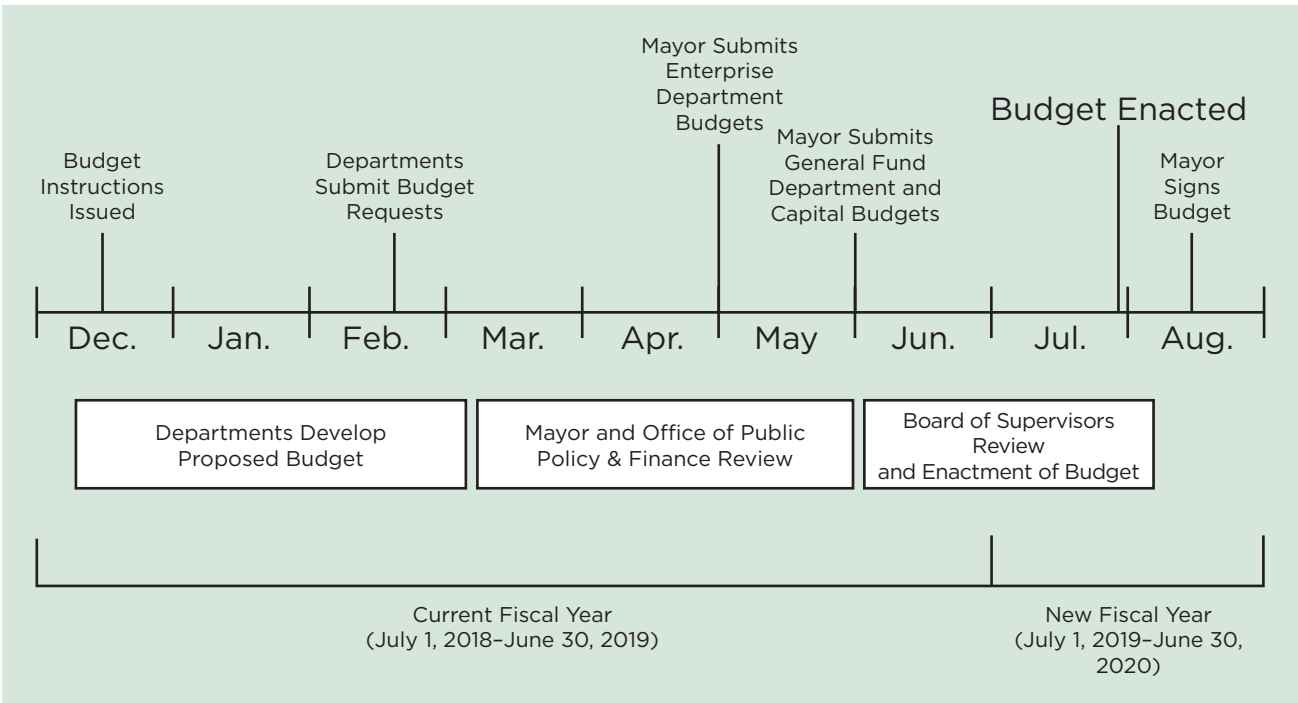 Mayor Submits
Enterprise
Department
Budgets
Mayor Submits
General Fund
Department and
Capital Budgets
Budget Enacted
Budget
Instructions
Issued
Departments
Submit Budget
Requests
Mayor
Signs
Budget
Dec.
Jan.
Feb.
Mar.
Apr.
May
Jun.
Jul.
Aug.
Departments Develop
Proposed Budget
Mayor and Office of Public
Policy & Finance Review
Board of Supervisors
Review
and Enactment of Budget
Current Fiscal Year
(July 1, 2018–June 30, 2019)
New Fiscal Year
(July 1, 2019–June 30,
2020)